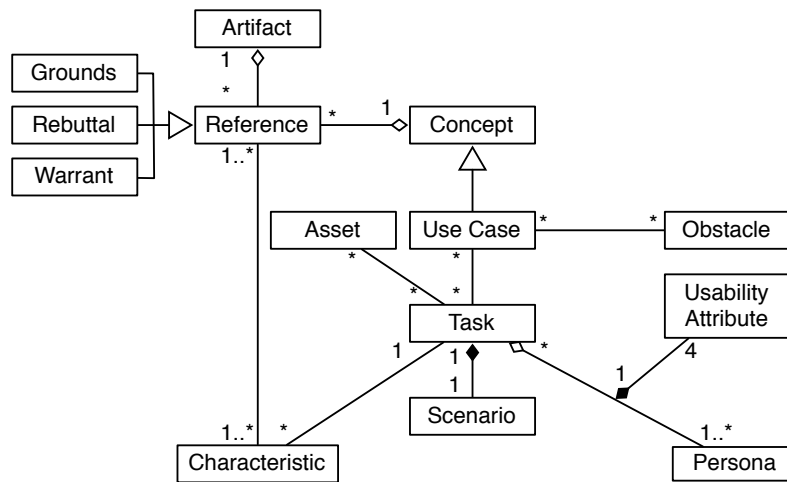 Artifact
1
*
Grounds
Rebuttal
Warrant
Reference
*
1
Concept
1..*
Asset
Use Case
*
*
Obstacle
*
*
*
*
Task
Usability
Attribute
1
1
*
1
4
1
Scenario
1..*
*
1..*
Characteristic
Persona